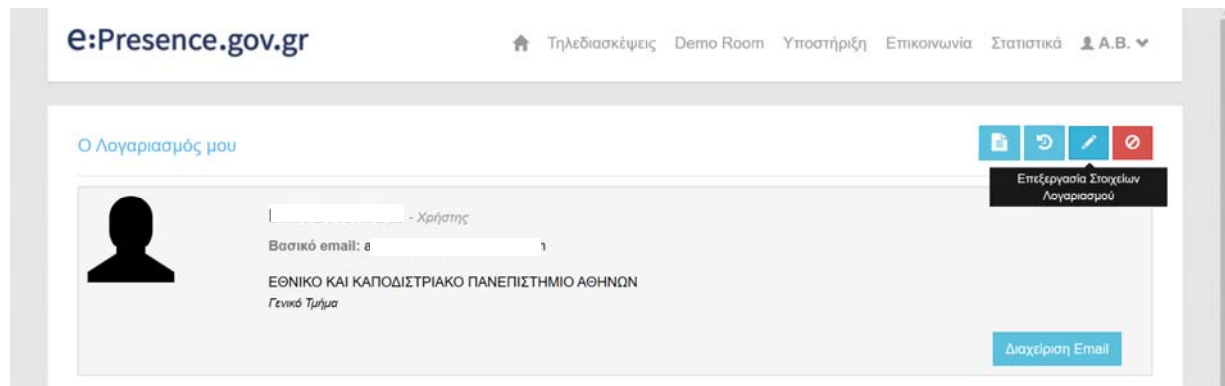 e:Presence.gov.gr
Τηλεδιασκέψεις Demo Room Υποστήριξη Επικοινωνία Στατιστικά A.B.
Ο Λογαριασμός μου
Επεξεργασία Στοιχείων
Λογαριασμού
- Χρήστης
Βασικό email: a
ΕΘΝΙΚΟ ΚΑΙ ΚΑΠΟΔΙΣΤΡΙΑΚΟ ΠΑΝΕΠΙΣΤΗΜΙΟ ΑΘΗΝΩΝ
Γενικό Τμήμα
Διαχείριση Email